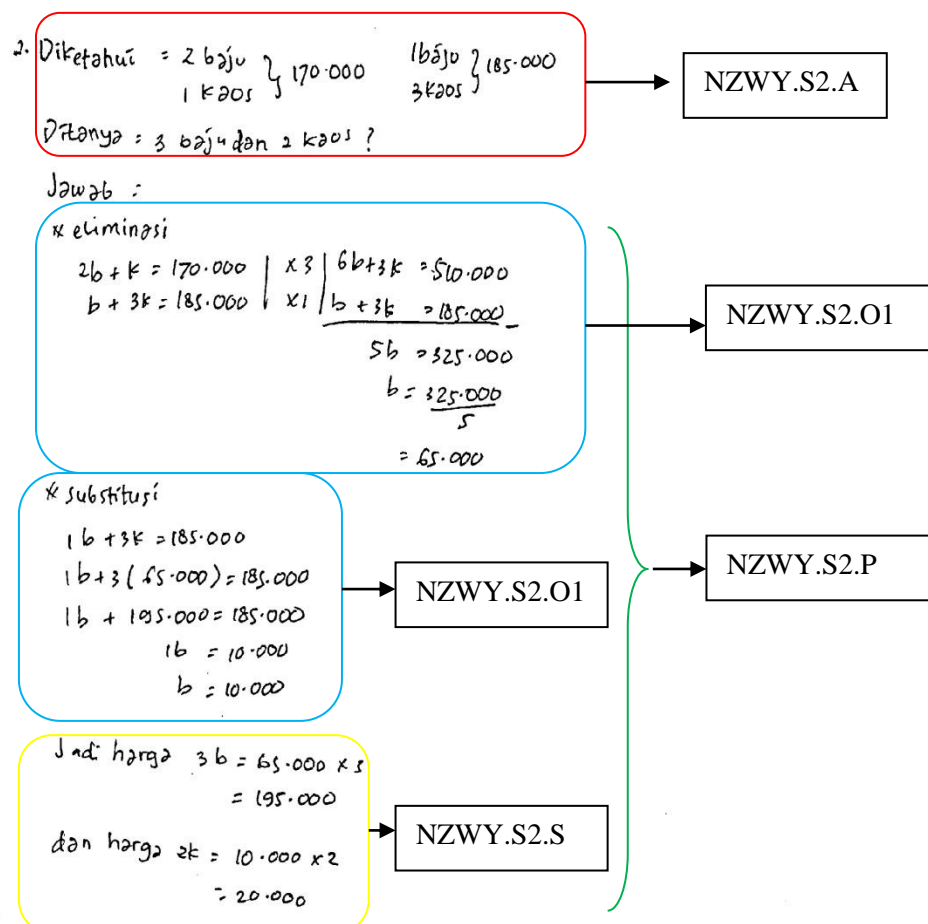 2. Diketahui = 2 baju } 170.000 1 baju } 185.000
1 kaos 3 kaos
Ditanya = 3 baju dan 2 kaos ?
NZWY.S2.A
Jawab :
* eliminasi
2b + k = 170.000 | x3 | 6b + 3k = 510.000
b + 3k = 185.000 | x1 | b + 3k = 185.000 -
5b = 325.000
b = 325.000
5
= 65.000
NZWY.S2.O1
* substitusi
1b + 3k = 185.000
1b + 3 (65.000) = 185.000
1b + 195.000 = 185.000
1b = 10.000
b = 10.000
NZWY.S2.O1
NZWY.S2.P
Jadi harga 3b = 65.000 x 3
= 195.000
dan harga 2k = 10.000 x 2
= 20.000
NZWY.S2.S